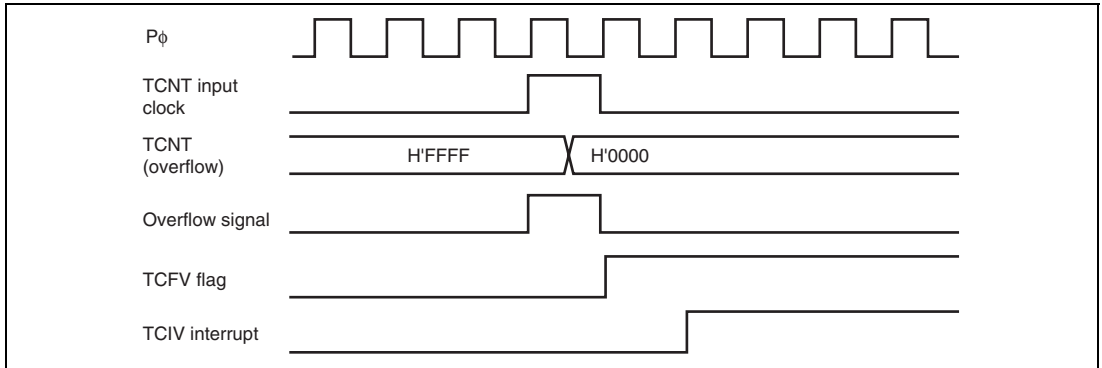 Pφ
TCNT input
clock
TCNT
(overflow)
H'FFFF
H'0000
Overflow signal
TCFV flag
TCIV interrupt